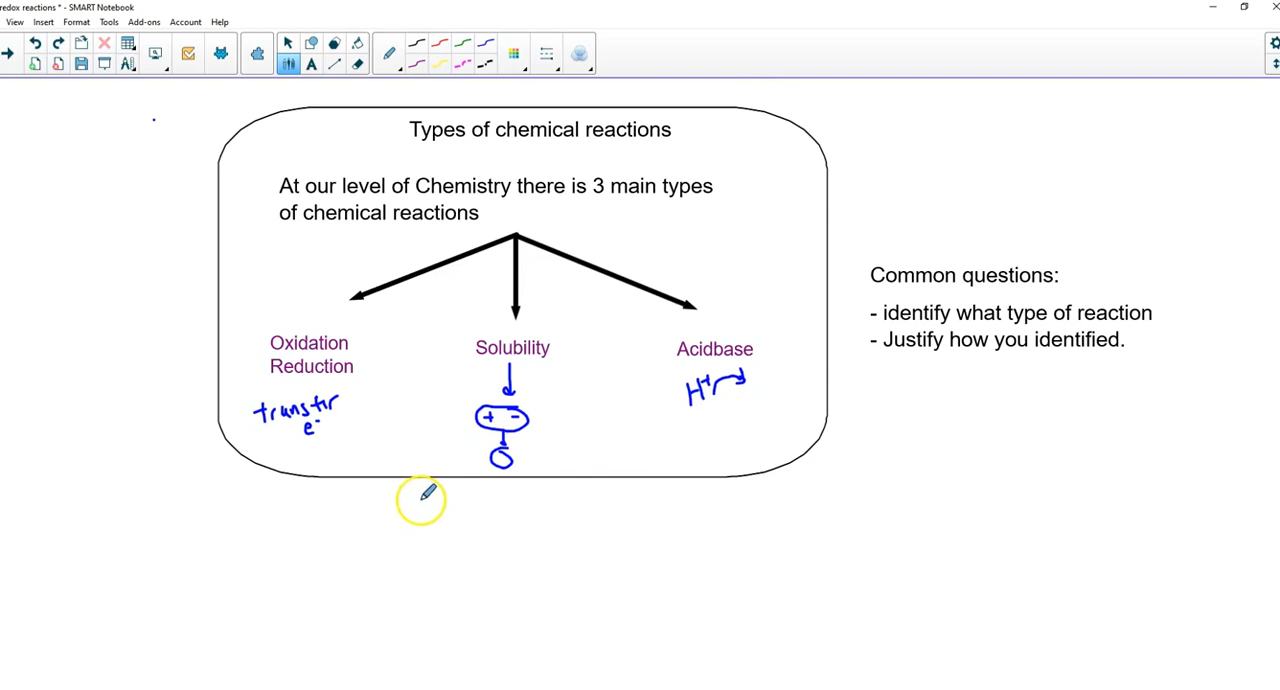 redox reactions * - SMART Notebook
View Insert Format Tools Add-ons Account Help
Types of chemical reactions
At our level of Chemistry there is 3 main types
of chemical reactions
Oxidation
Reduction
Solubility
Acidbase
transfer
e⁻
+ -
H⁺
Common questions:
- identify what type of reaction
- Justify how you identified.